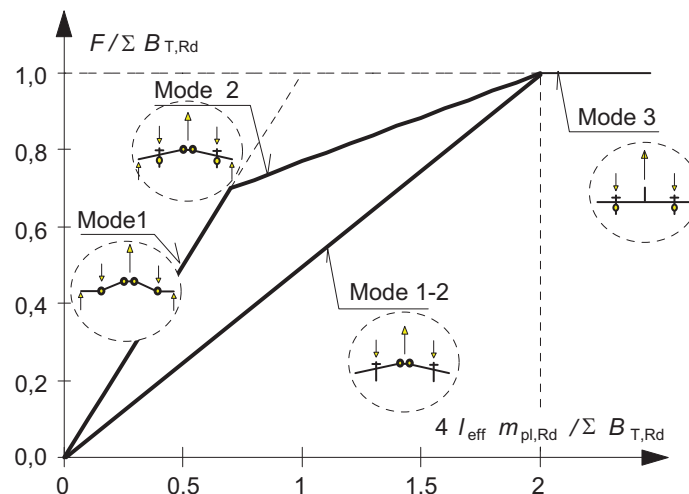 F / Σ B T,Rd
1,0
Mode 2
Mode 3
0,8
Mode1
0,6
Mode 1-2
0,4
0,2
4 l eff m pl,Rd / Σ B T,Rd
0,0
0 0.5 1 1.5 2